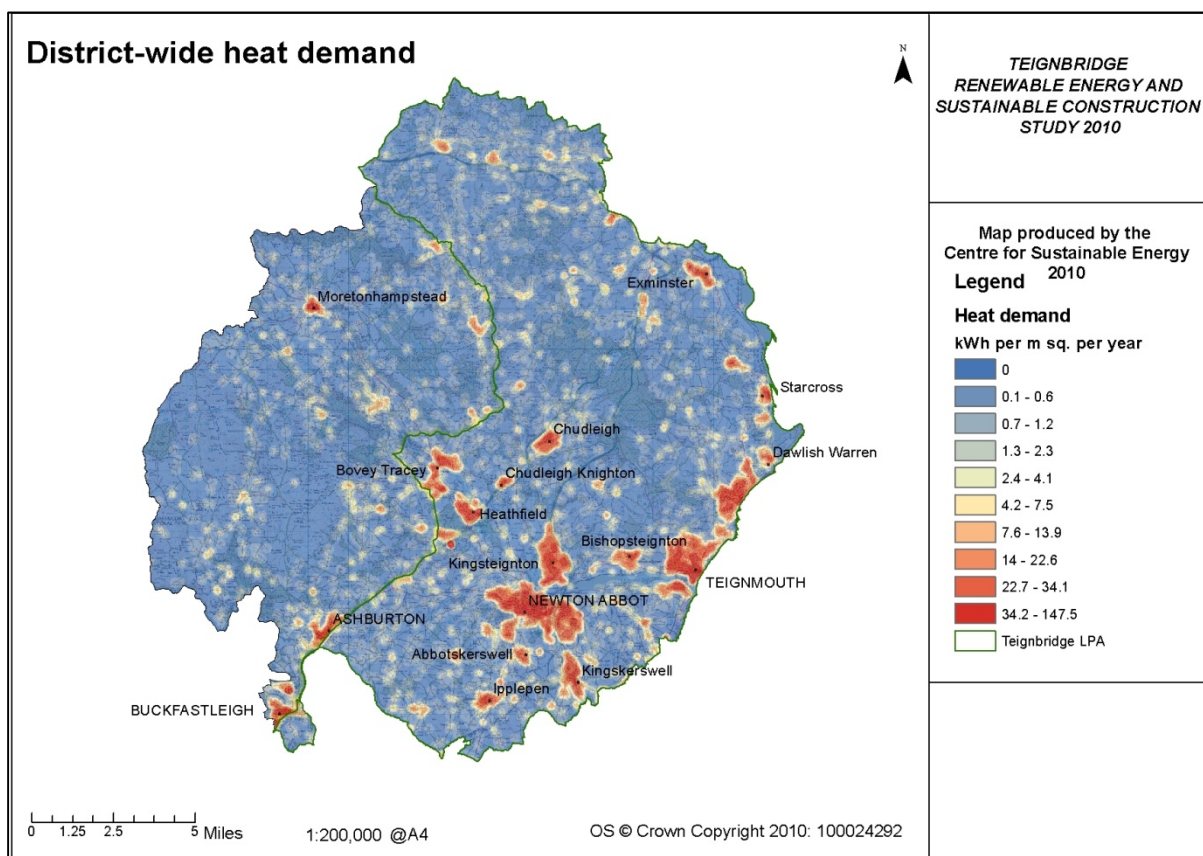 District-wide heat demand
N
TEIGNBRIDGE
RENEWABLE ENERGY AND
SUSTAINABLE CONSTRUCTION
STUDY 2010
Map produced by the
Centre for Sustainable Energy
2010
Legend
Heat demand
kWh per m sq. per year
0
0.1 - 0.6
0.7 - 1.2
1.3 - 2.3
2.4 - 4.1
4.2 - 7.5
7.6 - 13.9
14 - 22.6
22.7 - 34.1
34.2 - 147.5
Teignbridge LPA
Exminster
Moretonhampstead
Starcross
Chudleigh
Dawlish Warren
Bovey Tracey
Chudleigh Knighton
Heathfield
Bishopsteignton
Kingsteignton
TEIGNMOUTH
NEWTON ABBOT
ASHBURTON
Abbotskerswell
Kingskerswell
Ipplepen
BUCKFASTLEIGH
0 1.25 2.5 5 Miles
1:200,000 @A4
OS © Crown Copyright 2010: 100024292